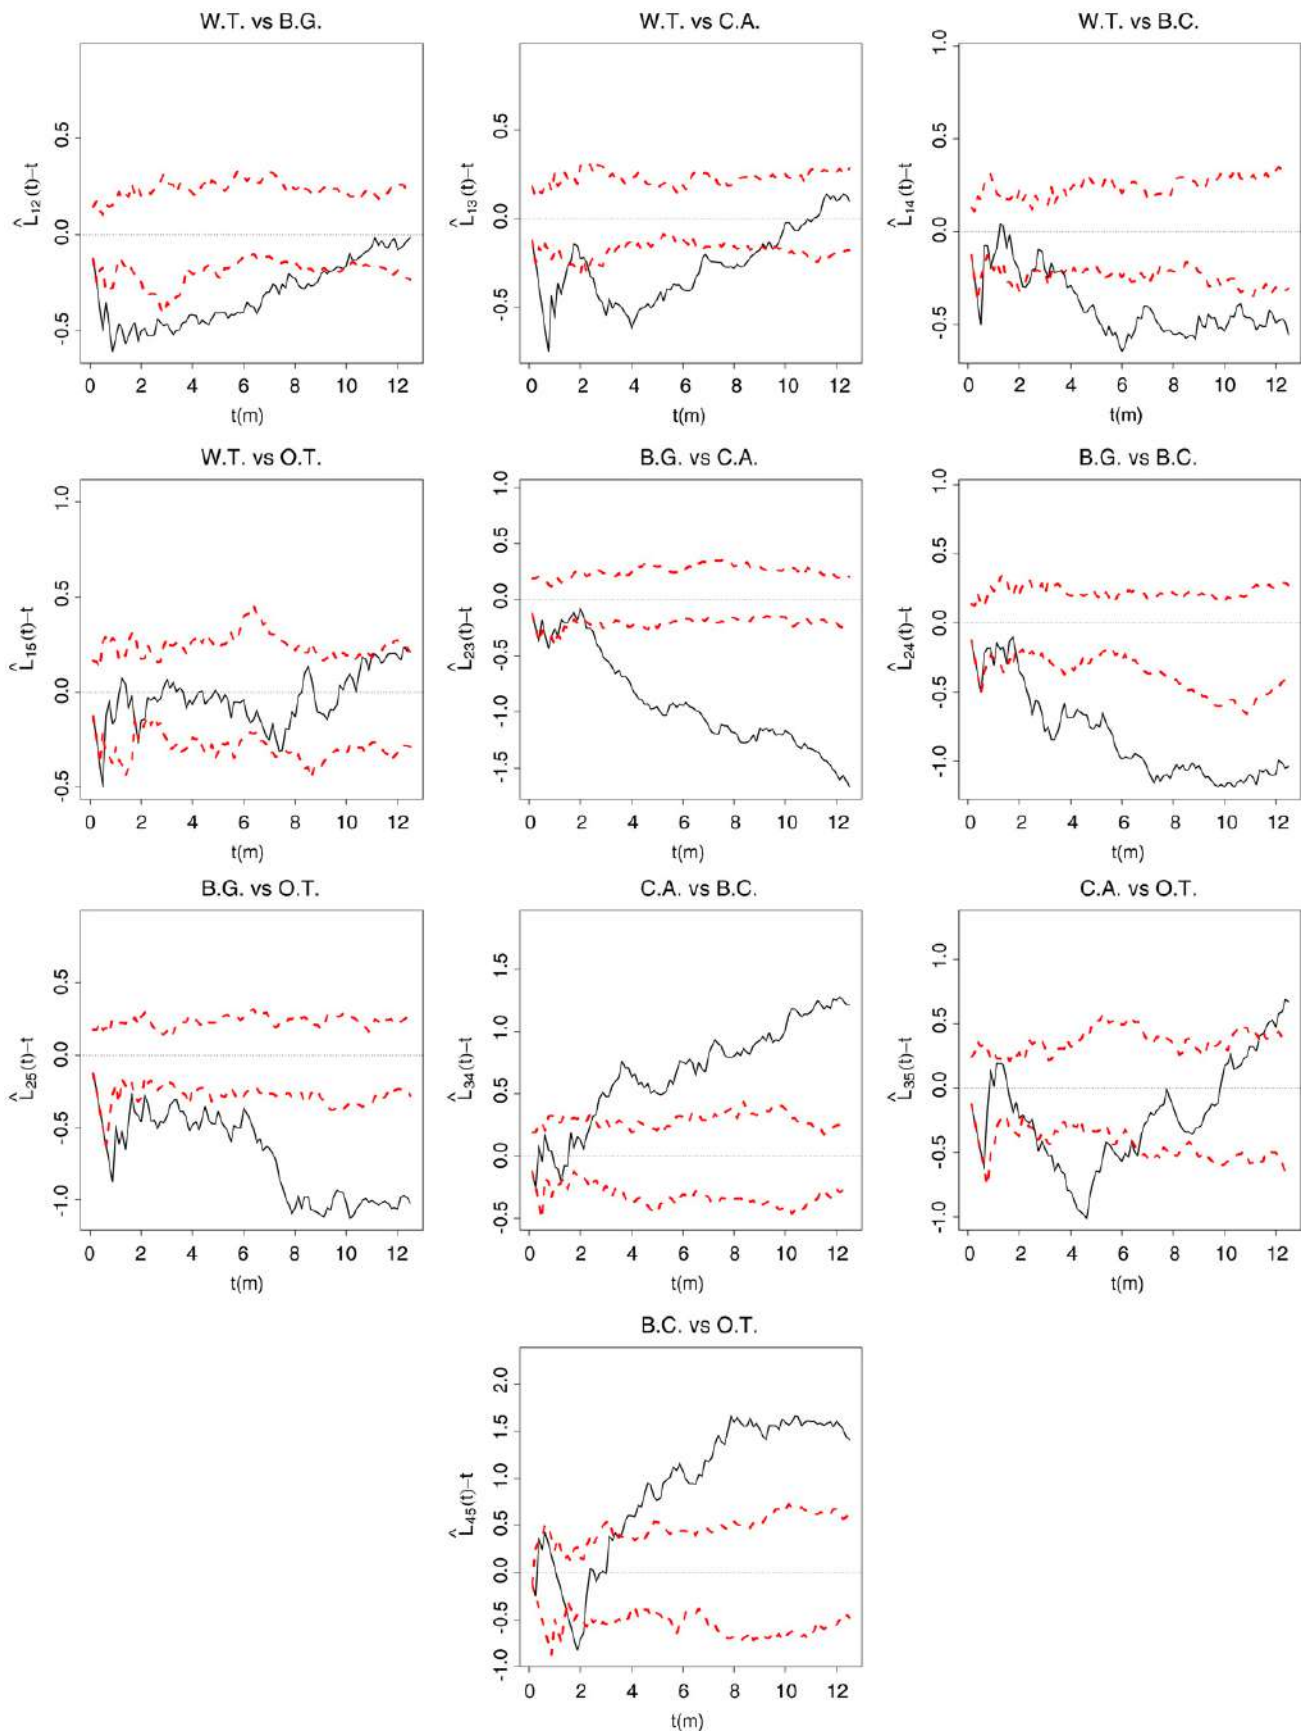 W.T. vs B.G.
W.T. vs C.A.
W.T. vs B.C.
L̂₁₂(t)−t
0.5
0.0
-0.5
0 2 4 6 8 10 12
t(m)
L̂₁₃(t)−t
0.5
0.0
-0.5
0 2 4 6 8 10 12
t(m)
L̂₁₄(t)−t
1.0
0.5
0.0
-0.5
0 2 4 6 8 10 12
t(m)
W.T. vs O.T.
B.G. vs C.A.
B.G. vs B.C.
L̂₁₅(t)−t
1.0
0.5
0.0
-0.5
0 2 4 6 8 10 12
t(m)
L̂₂₃(t)−t
1.0
0.5
0.0
-0.5
-1.0
-1.5
0 2 4 6 8 10 12
t(m)
L̂₂₄(t)−t
1.0
0.5
0.0
-0.5
-1.0
0 2 4 6 8 10 12
t(m)
B.G. vs O.T.
C.A. vs B.C.
C.A. vs O.T.
L̂₂₅(t)−t
0.5
0.0
-0.5
-1.0
0 2 4 6 8 10 12
t(m)
L̂₃₄(t)−t
1.5
1.0
0.5
0.0
-0.5
0 2 4 6 8 10 12
t(m)
L̂₃₅(t)−t
1.0
0.5
0.0
-0.5
-1.0
0 2 4 6 8 10 12
t(m)
B.C. vs O.T.
L̂₄₅(t)−t
2.0
1.5
1.0
0.5
0.0
-0.5
-1.0
0 2 4 6 8 10 12
t(m)